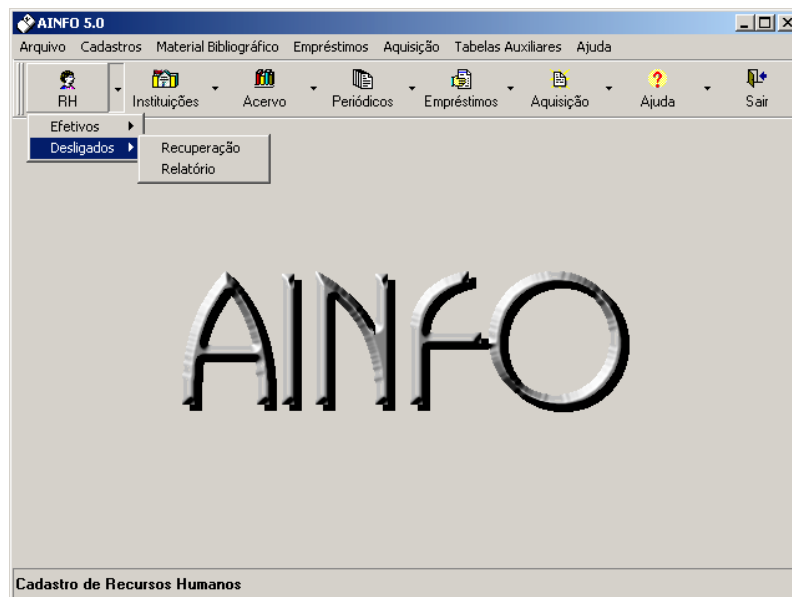 AINFO 5.0
Arquivo Cadastros Material Bibliográfico Empréstimos Aquisição Tabelas Auxiliares Ajuda
RH Instituições Acervo Periódicos Empréstimos Aquisição Ajuda Sair
Efetivos
Desligados Recuperação
Relatório
AINFO
Cadastro de Recursos Humanos